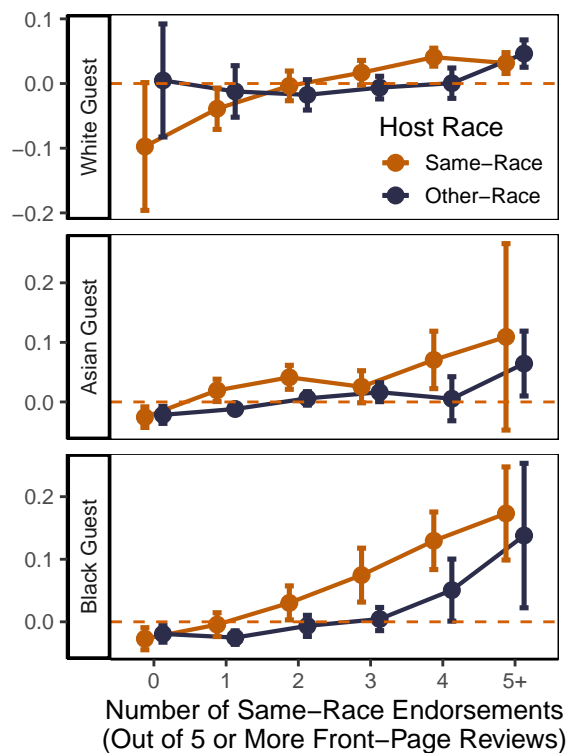 0.1
0.0
−0.1
−0.2
White Guest
Host Race
Same−Race
Other−Race
0.2
0.1
0.0
Asian Guest
0.2
0.1
0.0
Black Guest
0 1 2 3 4 5+
Number of Same−Race Endorsements
(Out of 5 or More Front−Page Reviews)